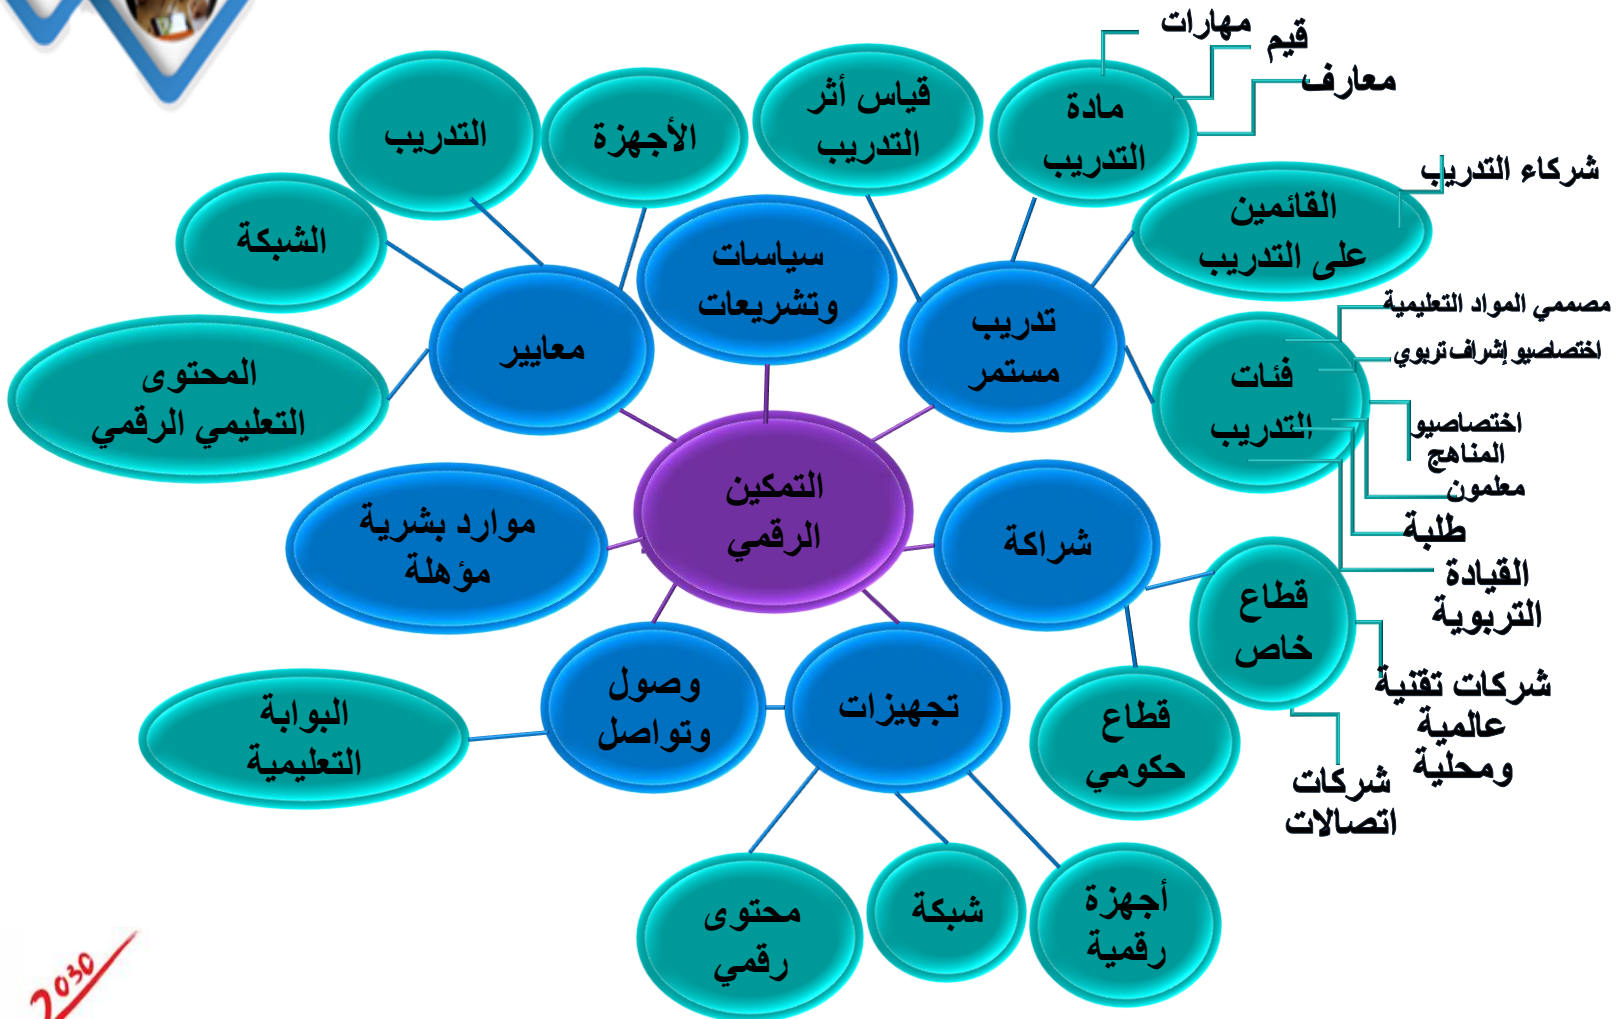 مهارات
قيم
معارف
مادة
التدريب
قياس أثر
التدريب
الأجهزة
التدريب
الشبكة
شركاء التدريب
القائمين
على التدريب
سياسات
وتشريعات
تدريب
مستمر
معايير
المحتوى
التعليمي الرقمي
مصممي المواد التعليمية
اختصاصيو إشراف تربوي
فئات
التدريب
اختصاصيو
المناهج
معلمون
طلبة
القيادة
التربوية
التمكين
الرقمي
شراكة
موارد بشرية
مؤهلة
قطاع
خاص
شركات تقنية
عالمية
ومحلية
شركات
اتصالات
قطاع
حكومي
تجهيزات
وصول
وتواصل
البوابة
التعليمية
أجهزة
رقمية
شبكة
محتوى
رقمي
2030